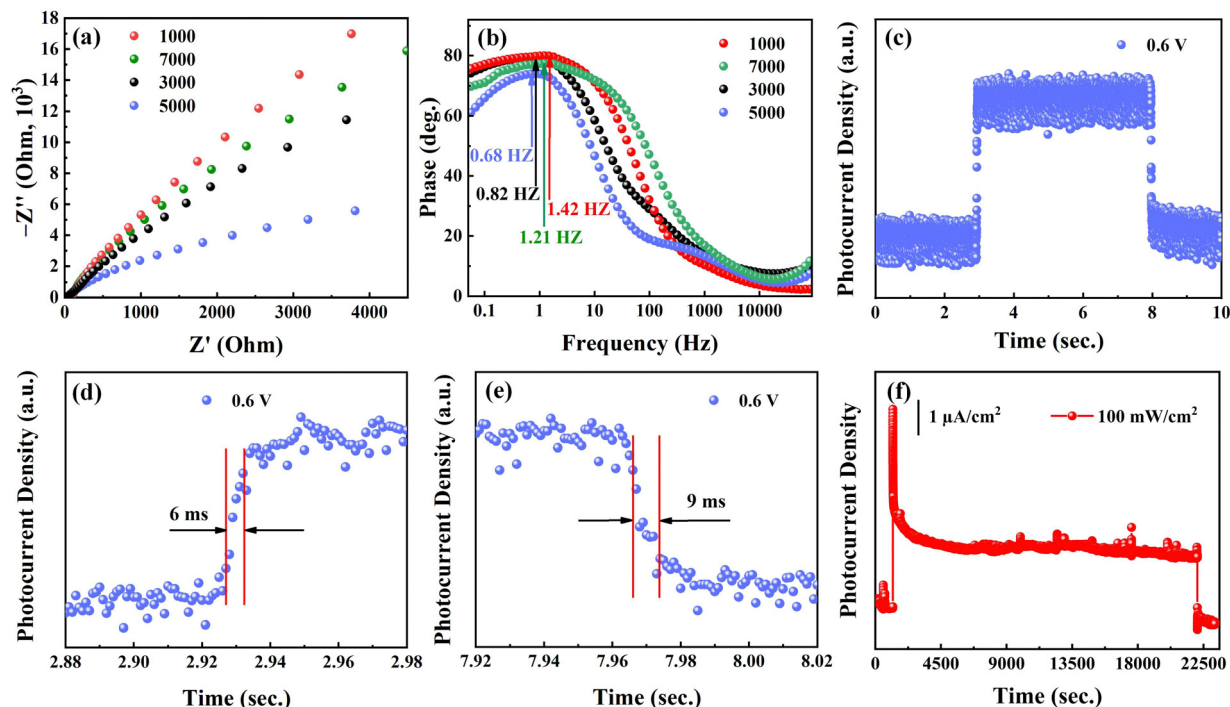 (a)
1000
7000
3000
5000
−Z'' (Ohm, 10³)
18
16
14
12
10
8
6
4
2
0
0 1000 2000 3000 4000
Z' (Ohm)
(b)
1000
7000
3000
5000
Phase (deg.)
80
60
40
20
0
0.68 HZ
0.82 HZ
1.42 HZ
1.21 HZ
0.1 1 10 100 1000 10000
Frequency (Hz)
(c)
0.6 V
Photocurrent Density (a.u.)
0 2 4 6 8 10
Time (sec.)
(d)
0.6 V
Photocurrent Density (a.u.)
6 ms
2.88 2.90 2.92 2.94 2.96 2.98
Time (sec.)
(e)
0.6 V
Photocurrent Density (a.u.)
9 ms
7.92 7.94 7.96 7.98 8.00 8.02
Time (sec.)
(f)
1 μA/cm²
100 mW/cm²
Photocurrent Density
0 4500 9000 13500 18000 22500
Time (sec.)